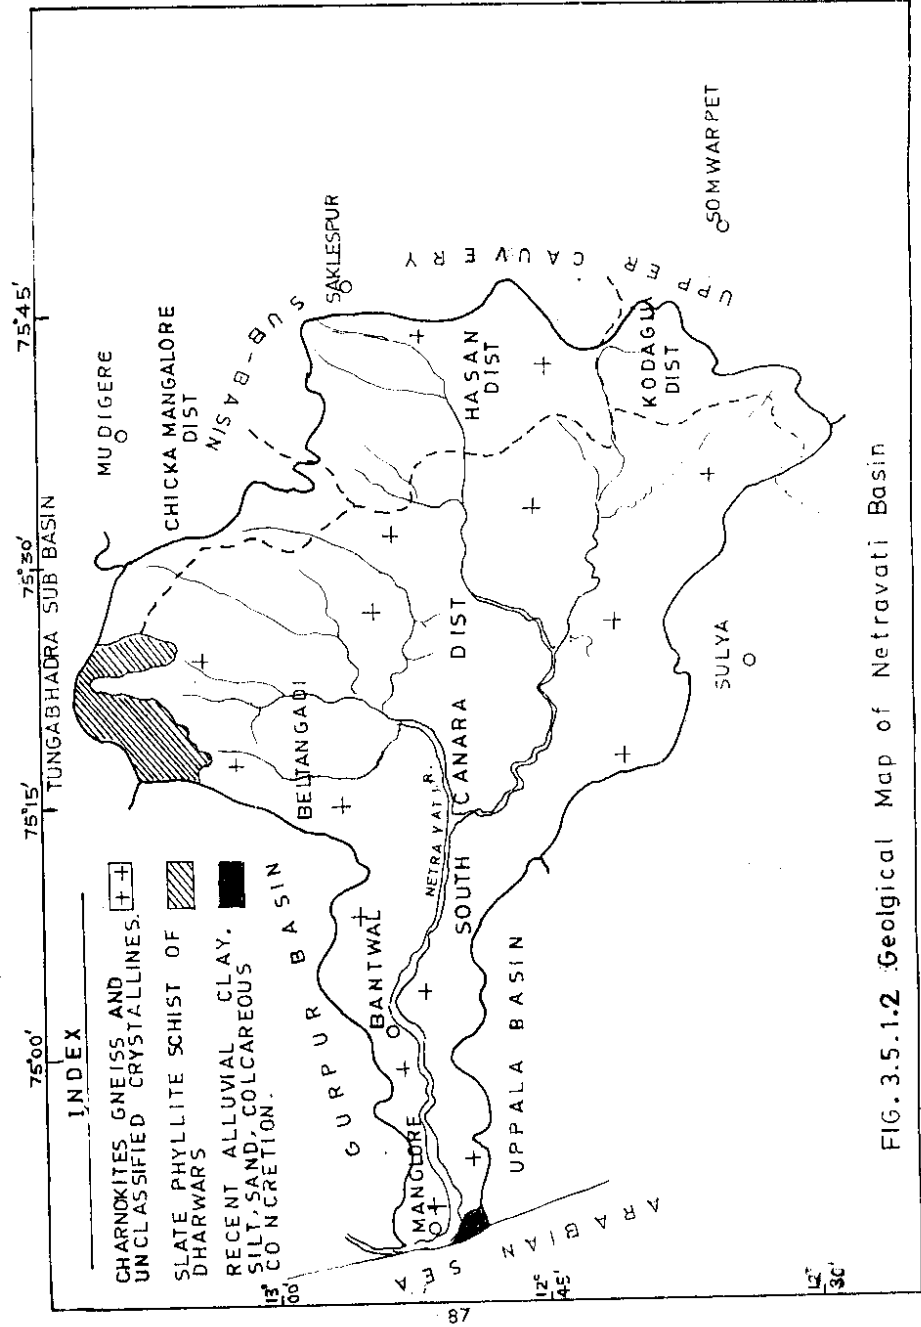 TUNGABHADRA SUB BASIN
75°00'
75°15'
75°30'
75°45'
INDEX
CHARNOKITES GNEISS AND
UNCLASSIFIED CRYSTALLINES.
SLATE PHYLLITE SCHIST OF
DHARWARS
RECENT ALLUVIAL CLAY.
SILT, SAND, COLCAREOUS
CONCRETION.
MUDIGERE
CHICKA MANGALORE
DIST
SUB-BASIN
SAKLESPUR
UPPER CAUVERY
SOMWARPET
HASAN
DIST
KODAGU
DIST
BELTANGADI
GURPUR BASIN
BANTWAL
NETRAVATI R.
SOUTH CANARA DIST
SULYA
MANGLORE
UPPALA BASIN
ARABIAN SEA
13°
00'
12°
45'
12°
30'
FIG. 3.5.1.2 Geolgical Map of Netravati Basin
87